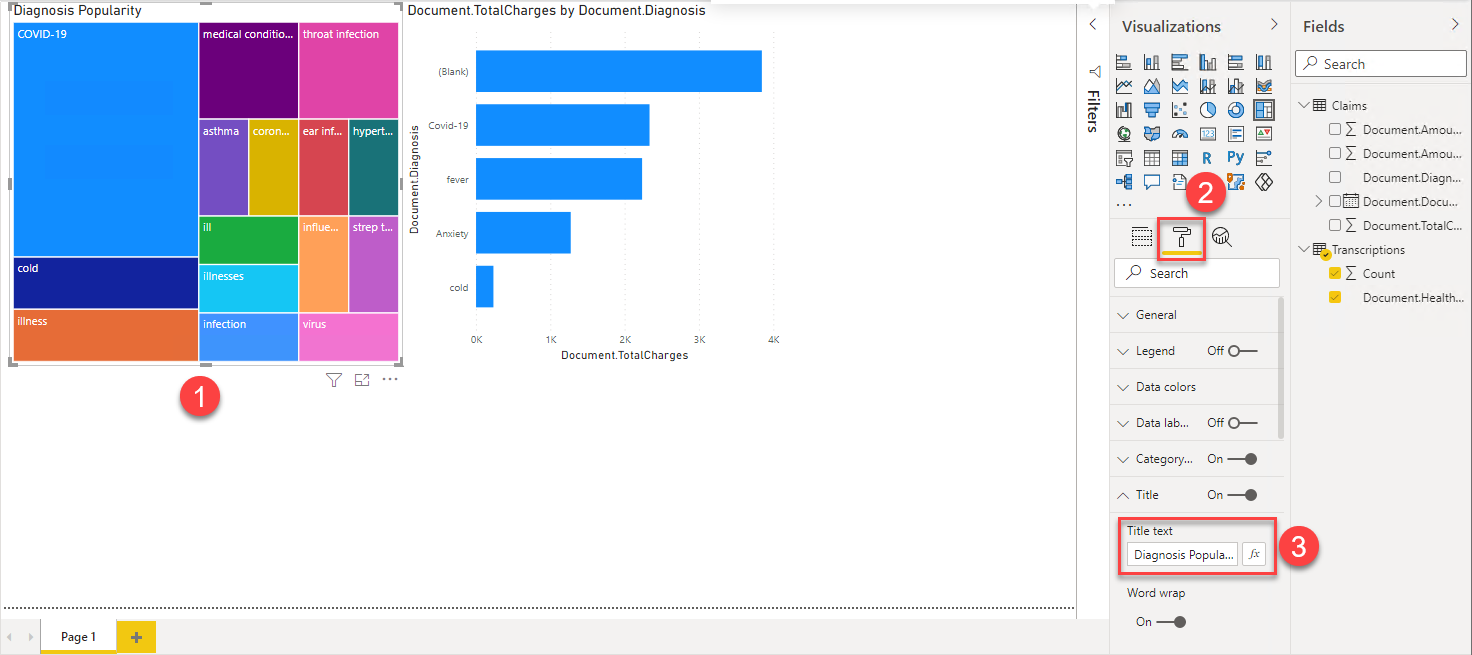 Diagnosis Popularity
COVID-19
medical conditio...
throat infection
asthma
coron...
ear inf...
hypert...
ill
influe...
strep t...
cold
illnesses
illness
infection
virus
1
Document.TotalCharges by Document.Diagnosis
Document.Diagnosis
(Blank)
Covid-19
fever
Anxiety
cold
0K 1K 2K 3K 4K
Document.TotalCharges
Page 1
Filters
Visualizations
123
R
Py
2
Search
General
Legend Off
Data colors
Data lab... Off
Category... On
Title On
Title text
Diagnosis Popula... fx
3
Word wrap
On
Fields
Search
Claims
Document.Amou...
Document.Amou...
Document.Diagn...
Document.Docu...
Document.TotalC...
Transcriptions
Count
Document.Health...